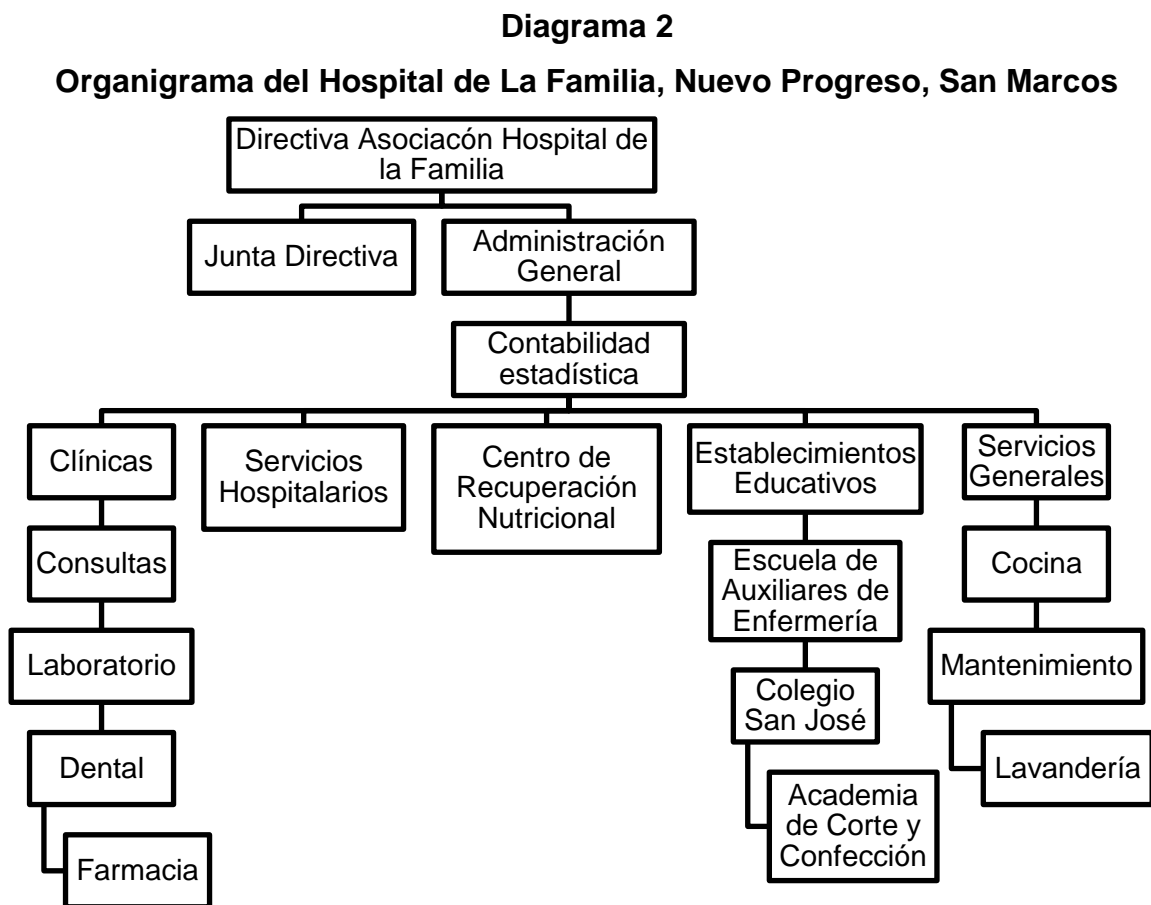 Diagrama 2
Organigrama del Hospital de La Familia, Nuevo Progreso, San Marcos
Directiva Asociacón Hospital de
la Familia
Junta Directiva
Administración
General
Contabilidad
estadística
Clínicas
Servicios
Hospitalarios
Centro de
Recuperación
Nutricional
Establecimientos
Educativos
Servicios
Generales
Consultas
Escuela de
Auxiliares de
Enfermería
Cocina
Laboratorio
Colegio
San José
Mantenimiento
Dental
Academia
de Corte y
Confección
Lavandería
Farmacia